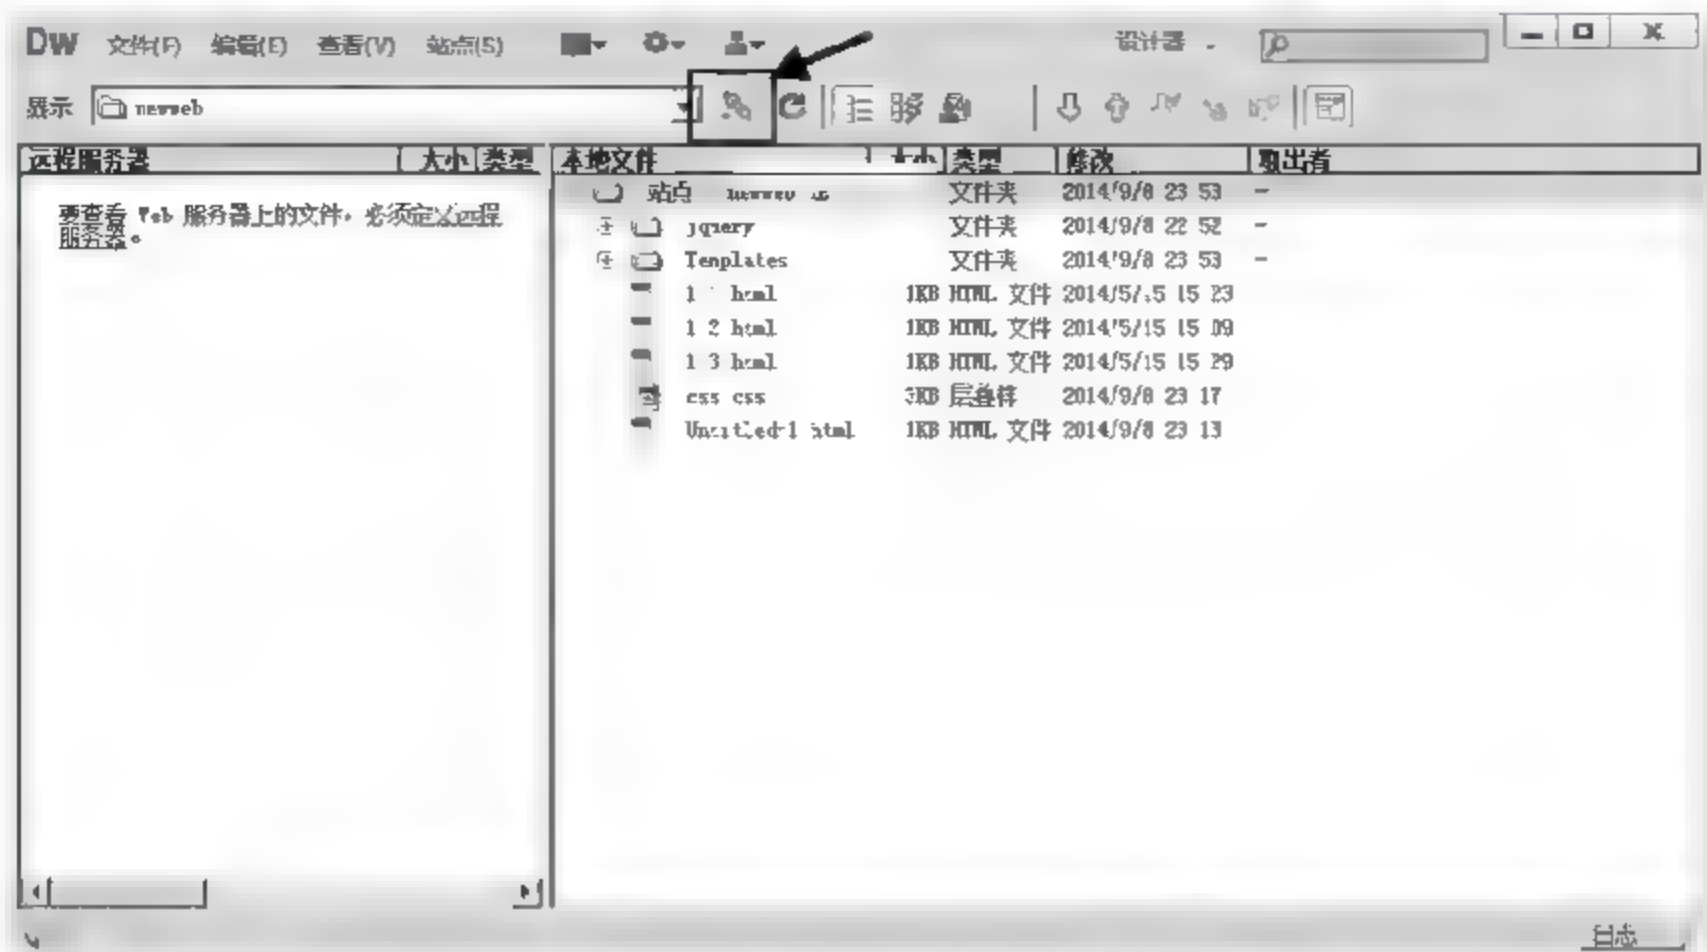 DW 文件(F) 编辑(E) 查看(V) 站点(S) 设计器
显示 newweb
远程服务器 大小 类型 本地文件 大小 类型 修改 取出者
要查看 Web 服务器上的文件，必须定义远程
服务器。
站点 文件夹 2014/9/8 23 53 -
jquery 文件夹 2014/9/8 22 52 -
Templates 文件夹 2014/9/8 23 53 -
html 1KB HTML 文件 15 23
1 2 html 1KB HTML 文件 2014/5/15 15 09
1 3 html 1KB HTML 文件 2014/5/15 15 29
css css 3KB 层叠样 2014/9/8 23 17
Untitled-1 html 1KB HTML 文件 2014/9/8 23 13
日志